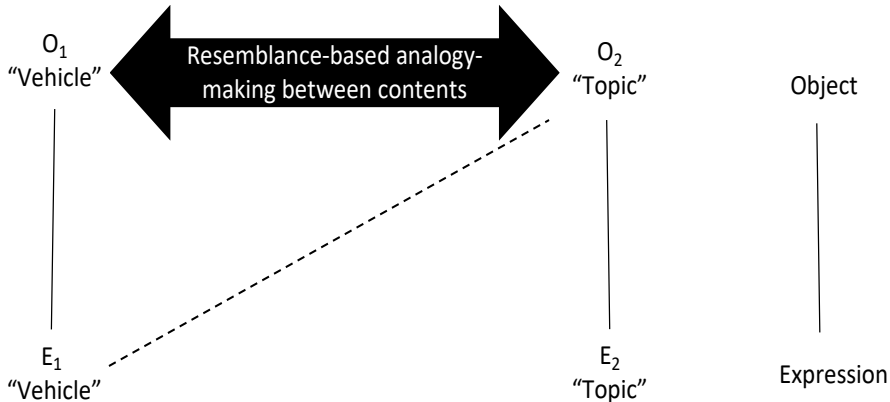 O₁
“Vehicle”
Resemblance-based analogy-
making between contents
O₂
“Topic”
Object
E₁
“Vehicle”
E₂
“Topic”
Expression